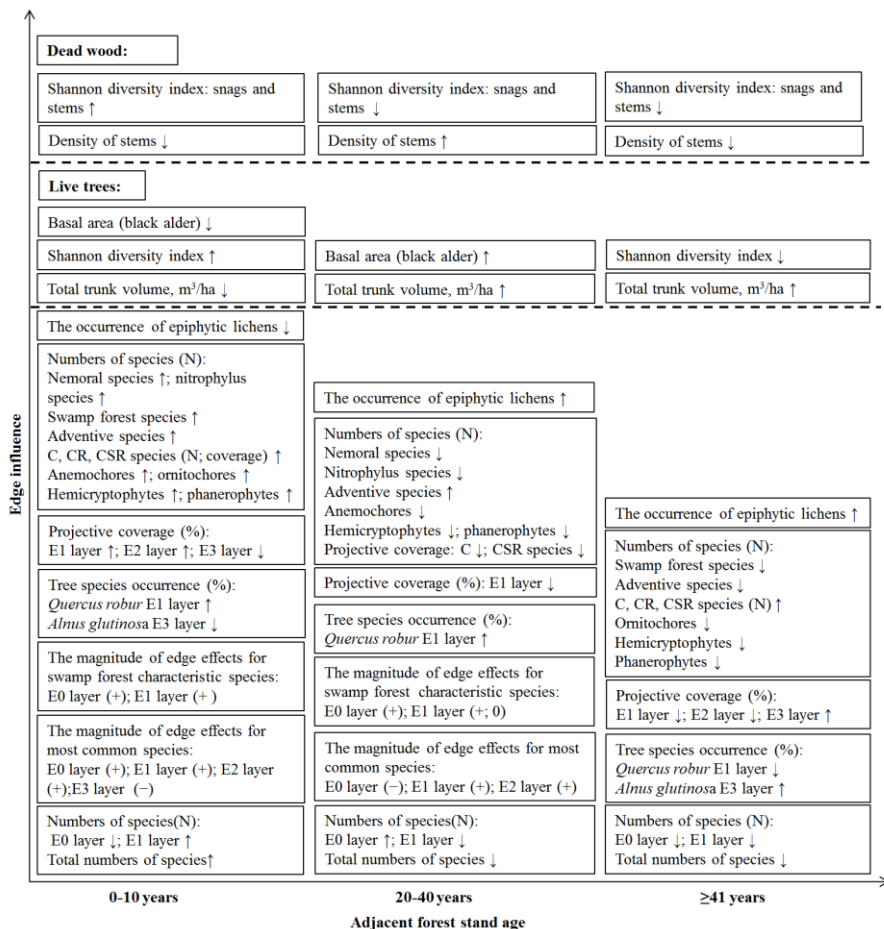 Edge influence
Dead wood:
Shannon diversity index: snags and
stems ↑
Density of stems ↓
Shannon diversity index: snags and
stems ↓
Density of stems ↑
Shannon diversity index: snags and
stems ↓
Density of stems ↓
Live trees:
Basal area (black alder) ↓
Shannon diversity index ↑
Total trunk volume, m³/ha ↓
Basal area (black alder) ↑
Total trunk volume, m³/ha ↑
Shannon diversity index ↓
Total trunk volume, m³/ha ↑
The occurrence of epiphytic lichens ↓
Numbers of species (N):
Nemoral species ↑; nitrophylus
species ↑
Swamp forest species ↑
Adventive species ↑
C, CR, CSR species (N; coverage) ↑
Anemochores ↑; ornitochores ↑
Hemicryptophytes ↑; phanerophytes ↑
Projective coverage (%):
E1 layer ↑; E2 layer ↑; E3 layer ↓
Tree species occurrence (%):
Quercus robur E1 layer ↑
Alnus glutinosa E3 layer ↓
The magnitude of edge effects for
swamp forest characteristic species:
E0 layer (+); E1 layer (+ )
The magnitude of edge effects for
most common species:
E0 layer (+); E1 layer (+); E2 layer
(+);E3 layer (−)
Numbers of species(N):
E0 layer ↓; E1 layer ↑
Total numbers of species↑
The occurrence of epiphytic lichens ↑
Numbers of species (N):
Nemoral species ↓
Nitrophylus species ↓
Adventive species ↑
Anemochores ↓
Hemicryptophytes ↓; phanerophytes ↓
Projective coverage: C ↓; CSR species ↓
Projective coverage (%): E1 layer ↓
Tree species occurrence (%):
Quercus robur E1 layer ↑
The magnitude of edge effects for
swamp forest characteristic species:
E0 layer (+); E1 layer (+; 0)
The magnitude of edge effects for most
common species:
E0 layer (−); E1 layer (+); E2 layer (+)
Numbers of species(N):
E0 layer ↑; E1 layer ↓
Total numbers of species ↓
The occurrence of epiphytic lichens ↑
Numbers of species (N):
Swamp forest species ↓
Adventive species ↓
C, CR, CSR species (N) ↑
Ornitochores ↓
Hemicryptophytes ↓
Phanerophytes ↓
Projective coverage (%):
E1 layer ↓; E2 layer ↓; E3 layer ↑
Tree species occurrence (%):
Quercus robur E1 layer ↓
Alnus glutinosa E3 layer ↑
Numbers of species (N):
E0 layer ↓; E1 layer ↓
Total numbers of species ↓
0-10 years
20-40 years
≥41 years
Adjacent forest stand age